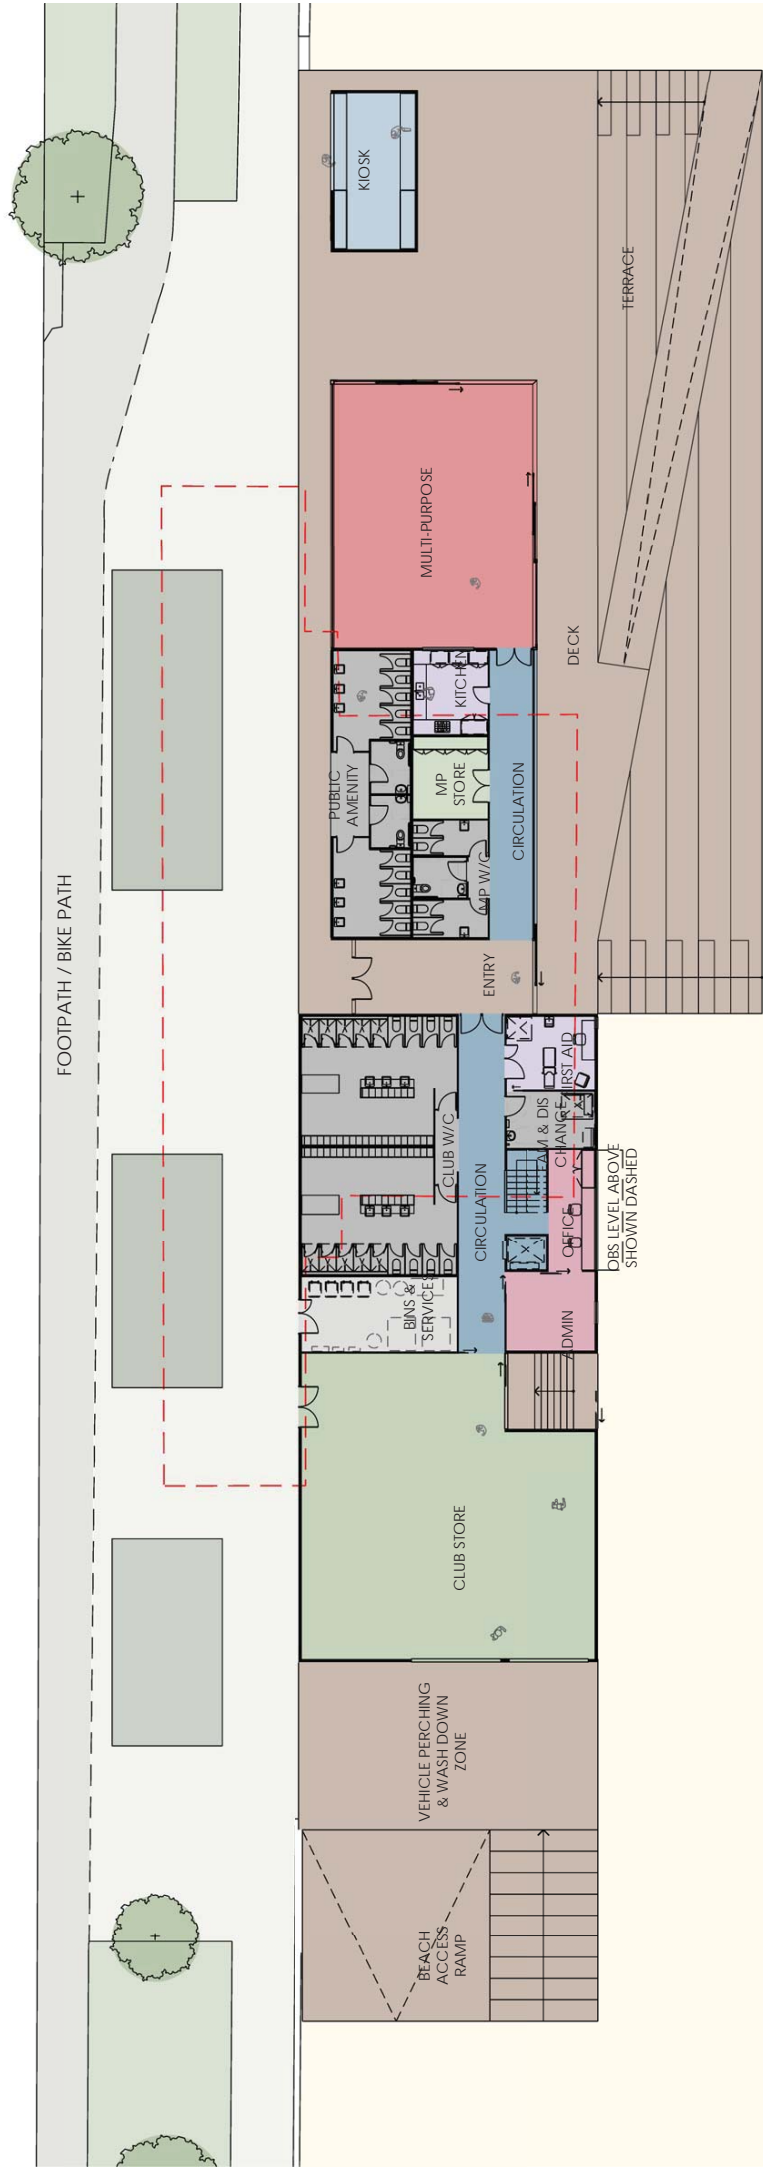 KIOSK
TERRACE
MULTI-PURPOSE
DECK
KITCHEN
PUBLIC
AMENITY
MP
STORE
CIRCULATION
MP W/C
FOOTPATH / BIKE PATH
ENTRY
FIRST AID
FAM & DIS
CHANGE
CLUB W/C
CIRCULATION
OFFICE
OBS LEVEL ABOVE
SHOWN DASHED
BINS &
SERVICES
ADMIN
CLUB STORE
VEHICLE PERCHING
& WASH DOWN
ZONE
BEACH
ACCESS
RAMP